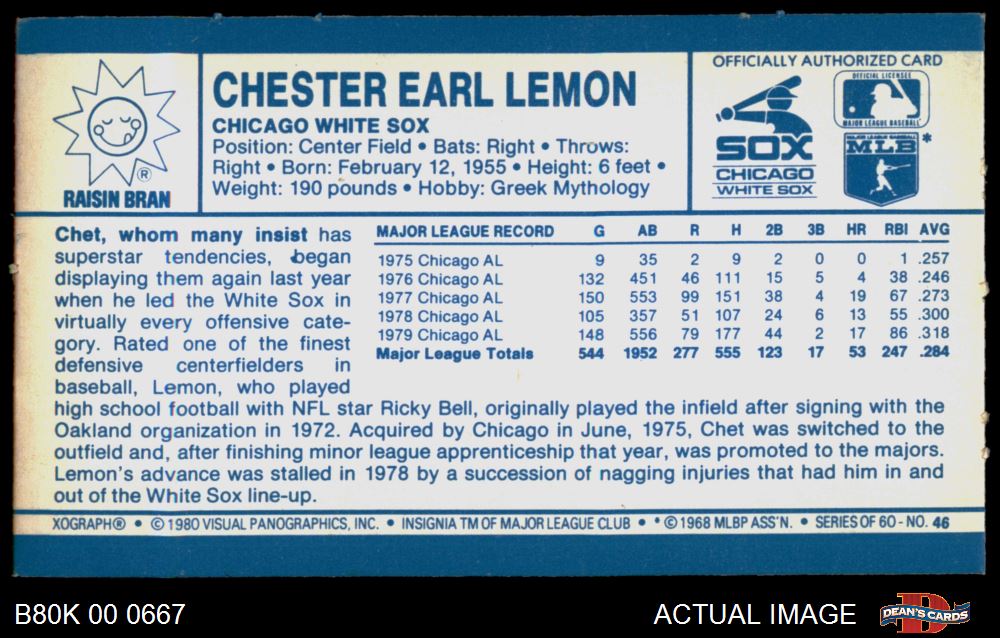 RAISIN BRAN
®
CHESTER EARL LEMON
CHICAGO WHITE SOX
Position: Center Field • Bats: Right • Throws:
Right • Born: February 12, 1955 • Height: 6 feet •
Weight: 190 pounds • Hobby: Greek Mythology
OFFICIALLY AUTHORIZED CARD
SOX
CHICAGO
WHITE SOX
OFFICIAL LICENSEE
MAJOR LEAGUE BASEBALL
MAJOR LEAGUE BASEBALL
MLB *
Chet, whom many insist has
superstar tendencies, began
displaying them again last year
when he led the White Sox in
virtually every offensive cate-
gory. Rated one of the finest
defensive centerfielders in
baseball, Lemon, who played
MAJOR LEAGUE RECORD G AB R H 2B 3B HR RBI AVG
1975 Chicago AL 9 35 2 9 2 0 0 1 .257
1976 Chicago AL 132 451 46 111 15 5 4 38 .246
1977 Chicago AL 150 553 99 151 38 4 19 67 .273
1978 Chicago AL 105 357 51 107 24 6 13 55 .300
1979 Chicago AL 148 556 79 177 44 2 17 86 .318
Major League Totals 544 1952 277 555 123 17 53 247 .284
high school football with NFL star Ricky Bell, originally played the infield after signing with the
Oakland organization in 1972. Acquired by Chicago in June, 1975, Chet was switched to the
outfield and, after finishing minor league apprenticeship that year, was promoted to the majors.
Lemon's advance was stalled in 1978 by a succession of nagging injuries that had him in and
out of the White Sox line-up.
XOGRAPH® • © 1980 VISUAL PANOGRAPHICS, INC. • INSIGNIA TM OF MAJOR LEAGUE CLUB • * © 1968 MLBP ASS'N. • SERIES OF 60 - NO. 46
B80K 00 0667
ACTUAL IMAGE
DEAN'S CARDS